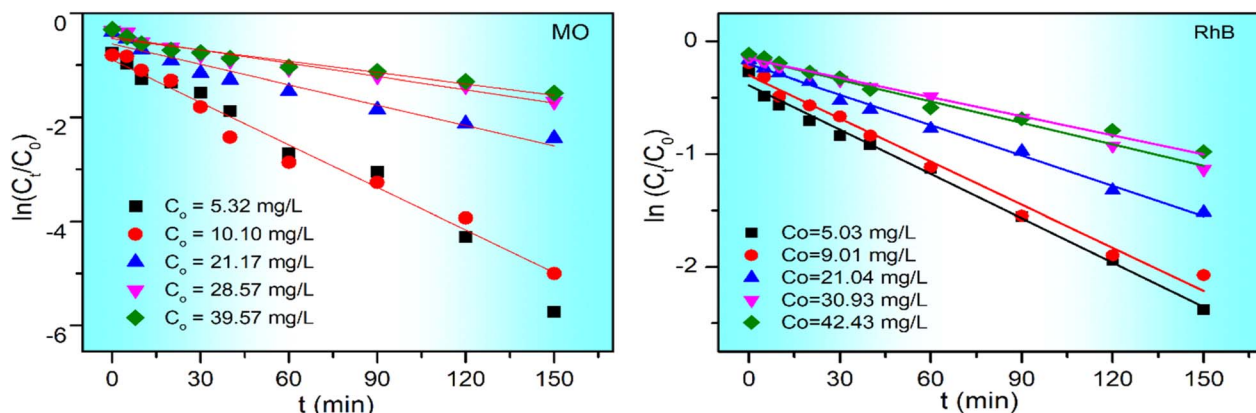 MO
0
-2
-4
-6
ln(Cₜ/C₀)
Cₒ = 5.32 mg/L
Cₒ = 10.10 mg/L
Cₒ = 21.17 mg/L
Cₒ = 28.57 mg/L
Cₒ = 39.57 mg/L
0 30 60 90 120 150
t (min)
RhB
-0
-1
-2
ln (Cₜ/C₀)
Co=5.03 mg/L
Co=9.01 mg/L
Co=21.04 mg/L
Co=30.93 mg/L
Co=42.43 mg/L
0 30 60 90 120 150
t (min)